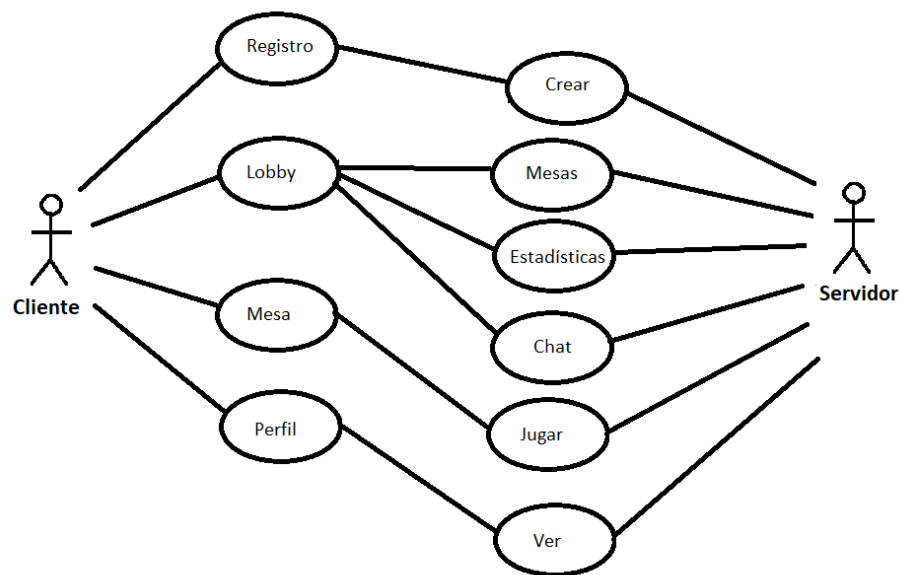 Registro
Crear
Lobby
Mesas
Estadísticas
Cliente
Servidor
Mesa
Chat
Perfil
Jugar
Ver